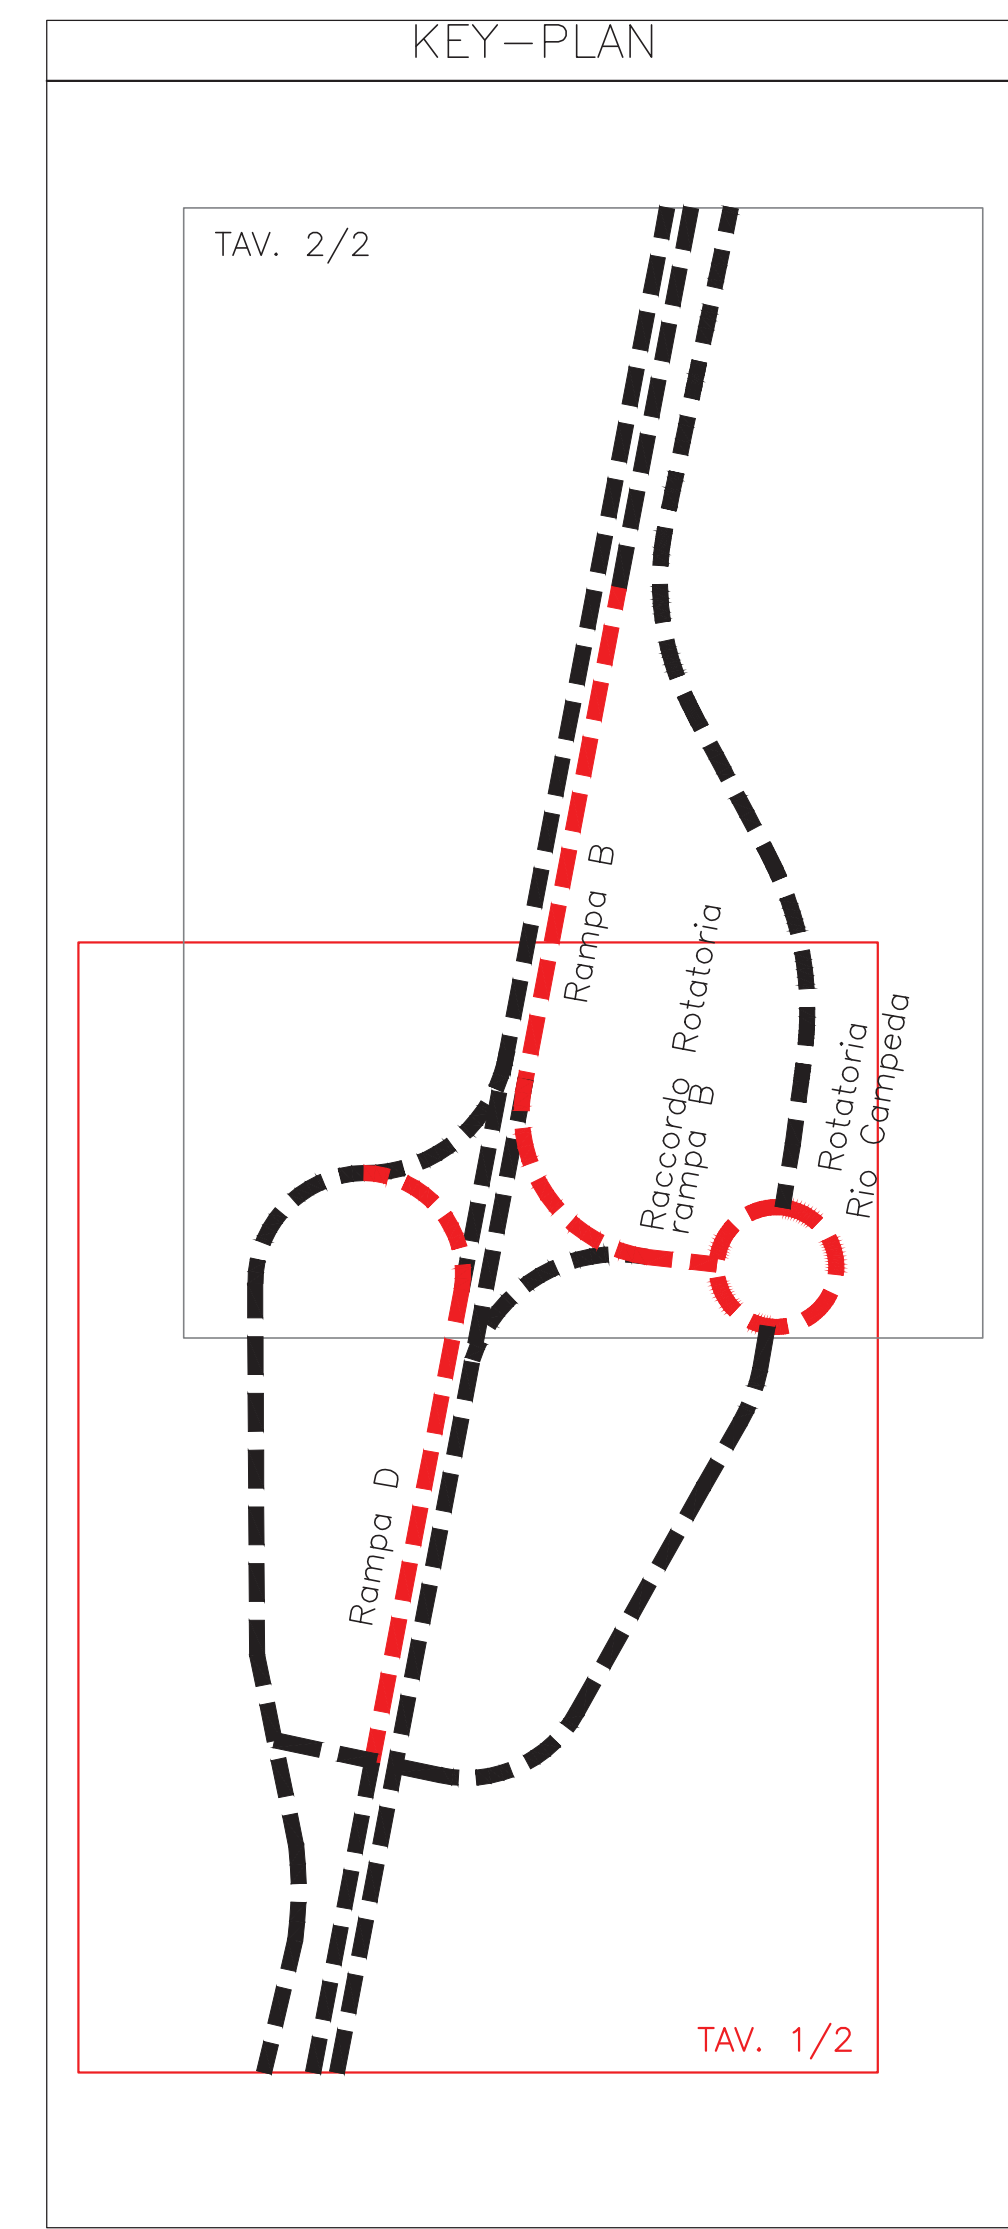 KEY-PLAN
TAV. 2/2
Rampa B
Raccordo Rotatoria
rampa B
Rotatoria
Rio Campeda
Rampa D
TAV. 1/2